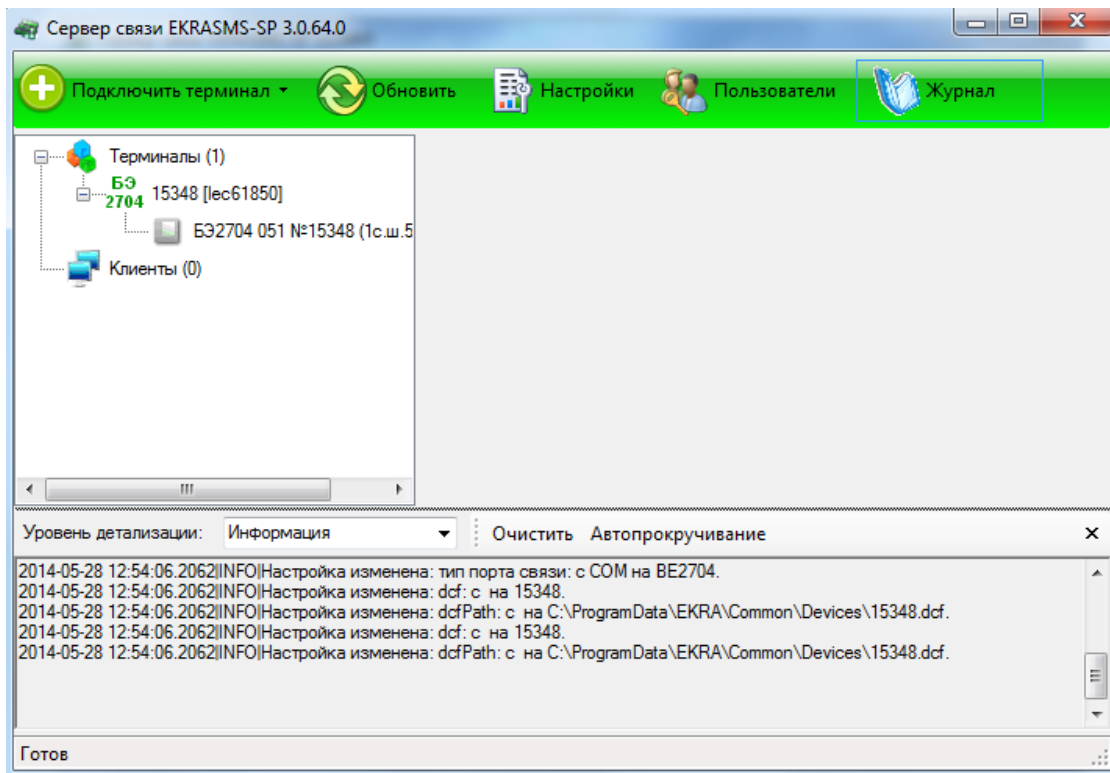 Сервер связи EKRASMS-SP 3.0.64.0
Подключить терминал Обновить Настройки Пользователи Журнал
Терминалы (1)
БЭ 2704 15348 [Iec61850]
БЭ2704 051 №15348 (1с.ш.5
Клиенты (0)
Уровень детализации: Информация Очистить Автопрокручивание
2014-05-28 12:54:06.2062|INFO|Настройка изменена: тип порта связи: с COM на BE2704.
2014-05-28 12:54:06.2062|INFO|Настройка изменена: dcf: с на 15348.
2014-05-28 12:54:06.2062|INFO|Настройка изменена: dcfPath: с на C:\ProgramData\EKRA\Common\Devices\15348.dcf.
2014-05-28 12:54:06.2062|INFO|Настройка изменена: dcf: с на 15348.
2014-05-28 12:54:06.2062|INFO|Настройка изменена: dcfPath: с на C:\ProgramData\EKRA\Common\Devices\15348.dcf.
Готов